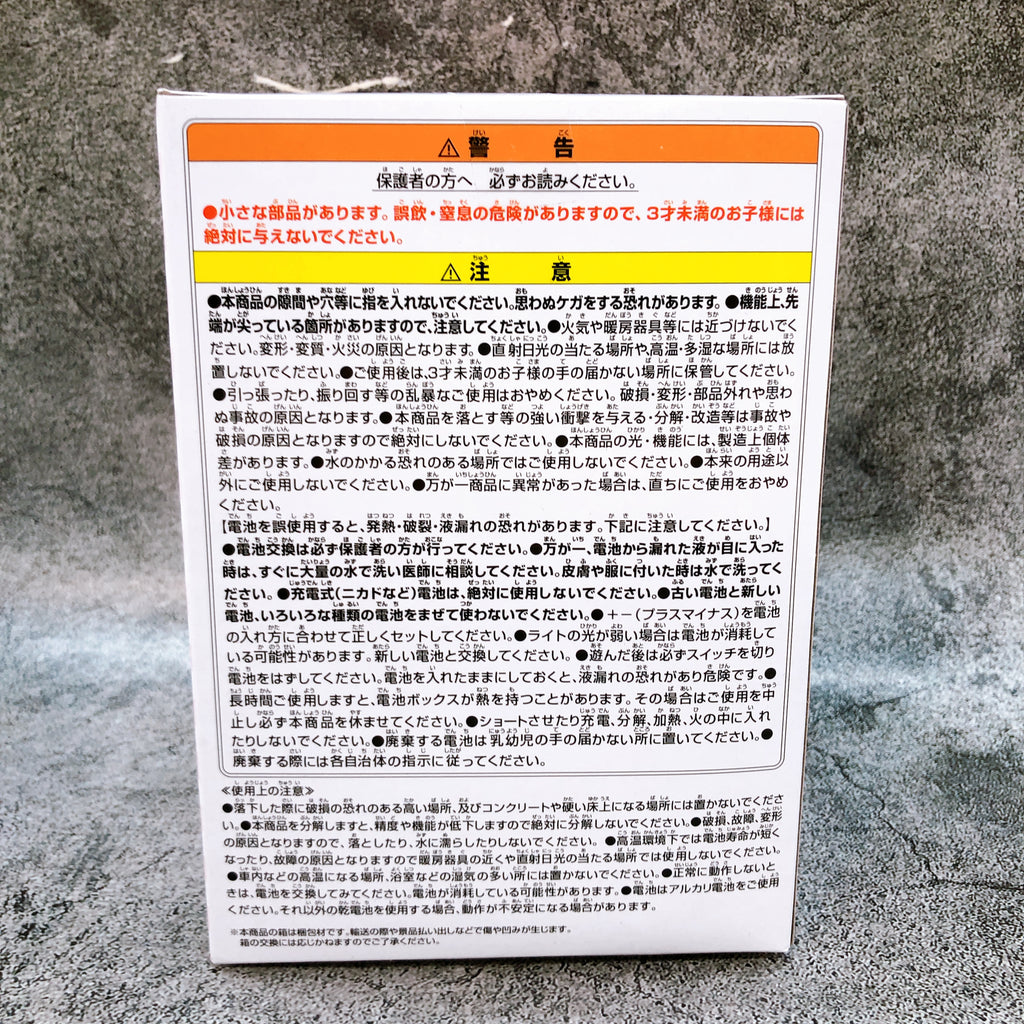 ⚠警告
保護者の方へ 必ずお読みください。
●小さな部品があります。誤飲・窒息の危険がありますので、3才未満のお子様には
絶対に与えないでください。
⚠注意
●本商品の隙間や穴等に指を入れないでください。思わぬケガをする恐れがあります。●機能上、先
端が尖っている箇所がありますので、注意してください。●火気や暖房器具等には近づけないでく
ださい。変形・変質・火災の原因となります。●直射日光の当たる場所や、高温・多湿な場所には放
置しないでください。●ご使用後は、3才未満のお子様の手の届かない場所に保管してください。
●引っ張ったり、振り回す等の乱暴なご使用はおやめください。破損・変形・部品外れや思わ
ぬ事故の原因となります。●本商品を落とす等の強い衝撃を与える・分解・改造等は事故や
破損の原因となりますので絶対にしないでください。●本商品の光・機能には、製造上個体
差があります。●水のかかる恐れのある場所ではご使用しないでください。●本来の用途以
外にご使用しないでください。●万が一商品に異常があった場合は、直ちにご使用をおやめ
ください。
【電池を誤使用すると、発熱・破裂・液漏れの恐れがあります。下記に注意してください。】
●電池交換は必ず保護者の方が行ってください。●万が一、電池から漏れた液が目に入った
時は、すぐに大量の水で洗い医師に相談してください。皮膚や服に付いた時は水で洗ってく
ださい。●充電式(ニカドなど)電池は、絶対に使用しないでください。●古い電池と新しい
電池、いろいろな種類の電池をまぜて使わないでください。●+-(プラスマイナス)を電池
の入れ方に合わせて正しくセットしてください。●ライトの光が弱い場合は電池が消耗して
いる可能性があります。新しい電池と交換してください。●遊んだ後は必ずスイッチを切り
電池をはずしてください。電池を入れたままにしておくと、液漏れの恐れがあり危険です。●
長時間ご使用しますと、電池ボックスが熱を持つことがあります。その場合はご使用を中
止し必ず本商品を休ませてください。●ショートさせたり充電、分解、加熱、火の中に入れ
たりしないでください。●廃棄する電池は乳幼児の手の届かない所に置いてください。●
廃棄する際には各自治体の指示に従ってください。
≪使用上の注意≫
●落下した際に破損の恐れのある高い場所、及びコンクリートや硬い床上になる場所には置かないでくださ
い。●本商品を分解しますと、精度や機能が低下しますので絶対に分解しないでください。●破損、故障、変形
の原因となりますので、落としたり、水に濡らしたりしないでください。●高温環境下では電池寿命が短く
なったり、故障の原因となりますので暖房器具の近くや直射日光の当たる場所では使用しないでください。
●車内などの高温になる場所、浴室などの湿気の多い所には置かないでください。●正常に動作しないと
きは、電池を交換してみてください。電池が消耗している可能性があります。●電池はアルカリ電池をご使用
ください。それ以外の乾電池を使用する場合、動作が不安定になる場合があります。
※本商品の箱は梱包材です。輸送の際や景品払い出しなどで傷や凹みが生じます。
箱の交換には応じかねますのでご了承ください。